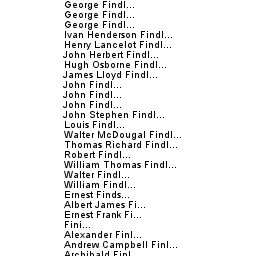 George Findl...
George Findl...
George Findl...
Ivan Henderson Findl...
Henry Lancelot Findl...
John Herbert Findl...
Hugh Osborne Findl...
James Lloyd Findl...
John Findl...
John Findl...
John Findl...
John Stephen Findl...
Louis Findl...
Walter McDougal Findl...
Thomas Richard Findl...
Robert Findl...
William Thomas Findl...
Walter Findl...
William Findl...
Ernest Finds...
Albert James Fi...
Ernest Frank Fi...
Fini...
Alexander Finl...
Andrew Campbell Finl...
Archibald Finl